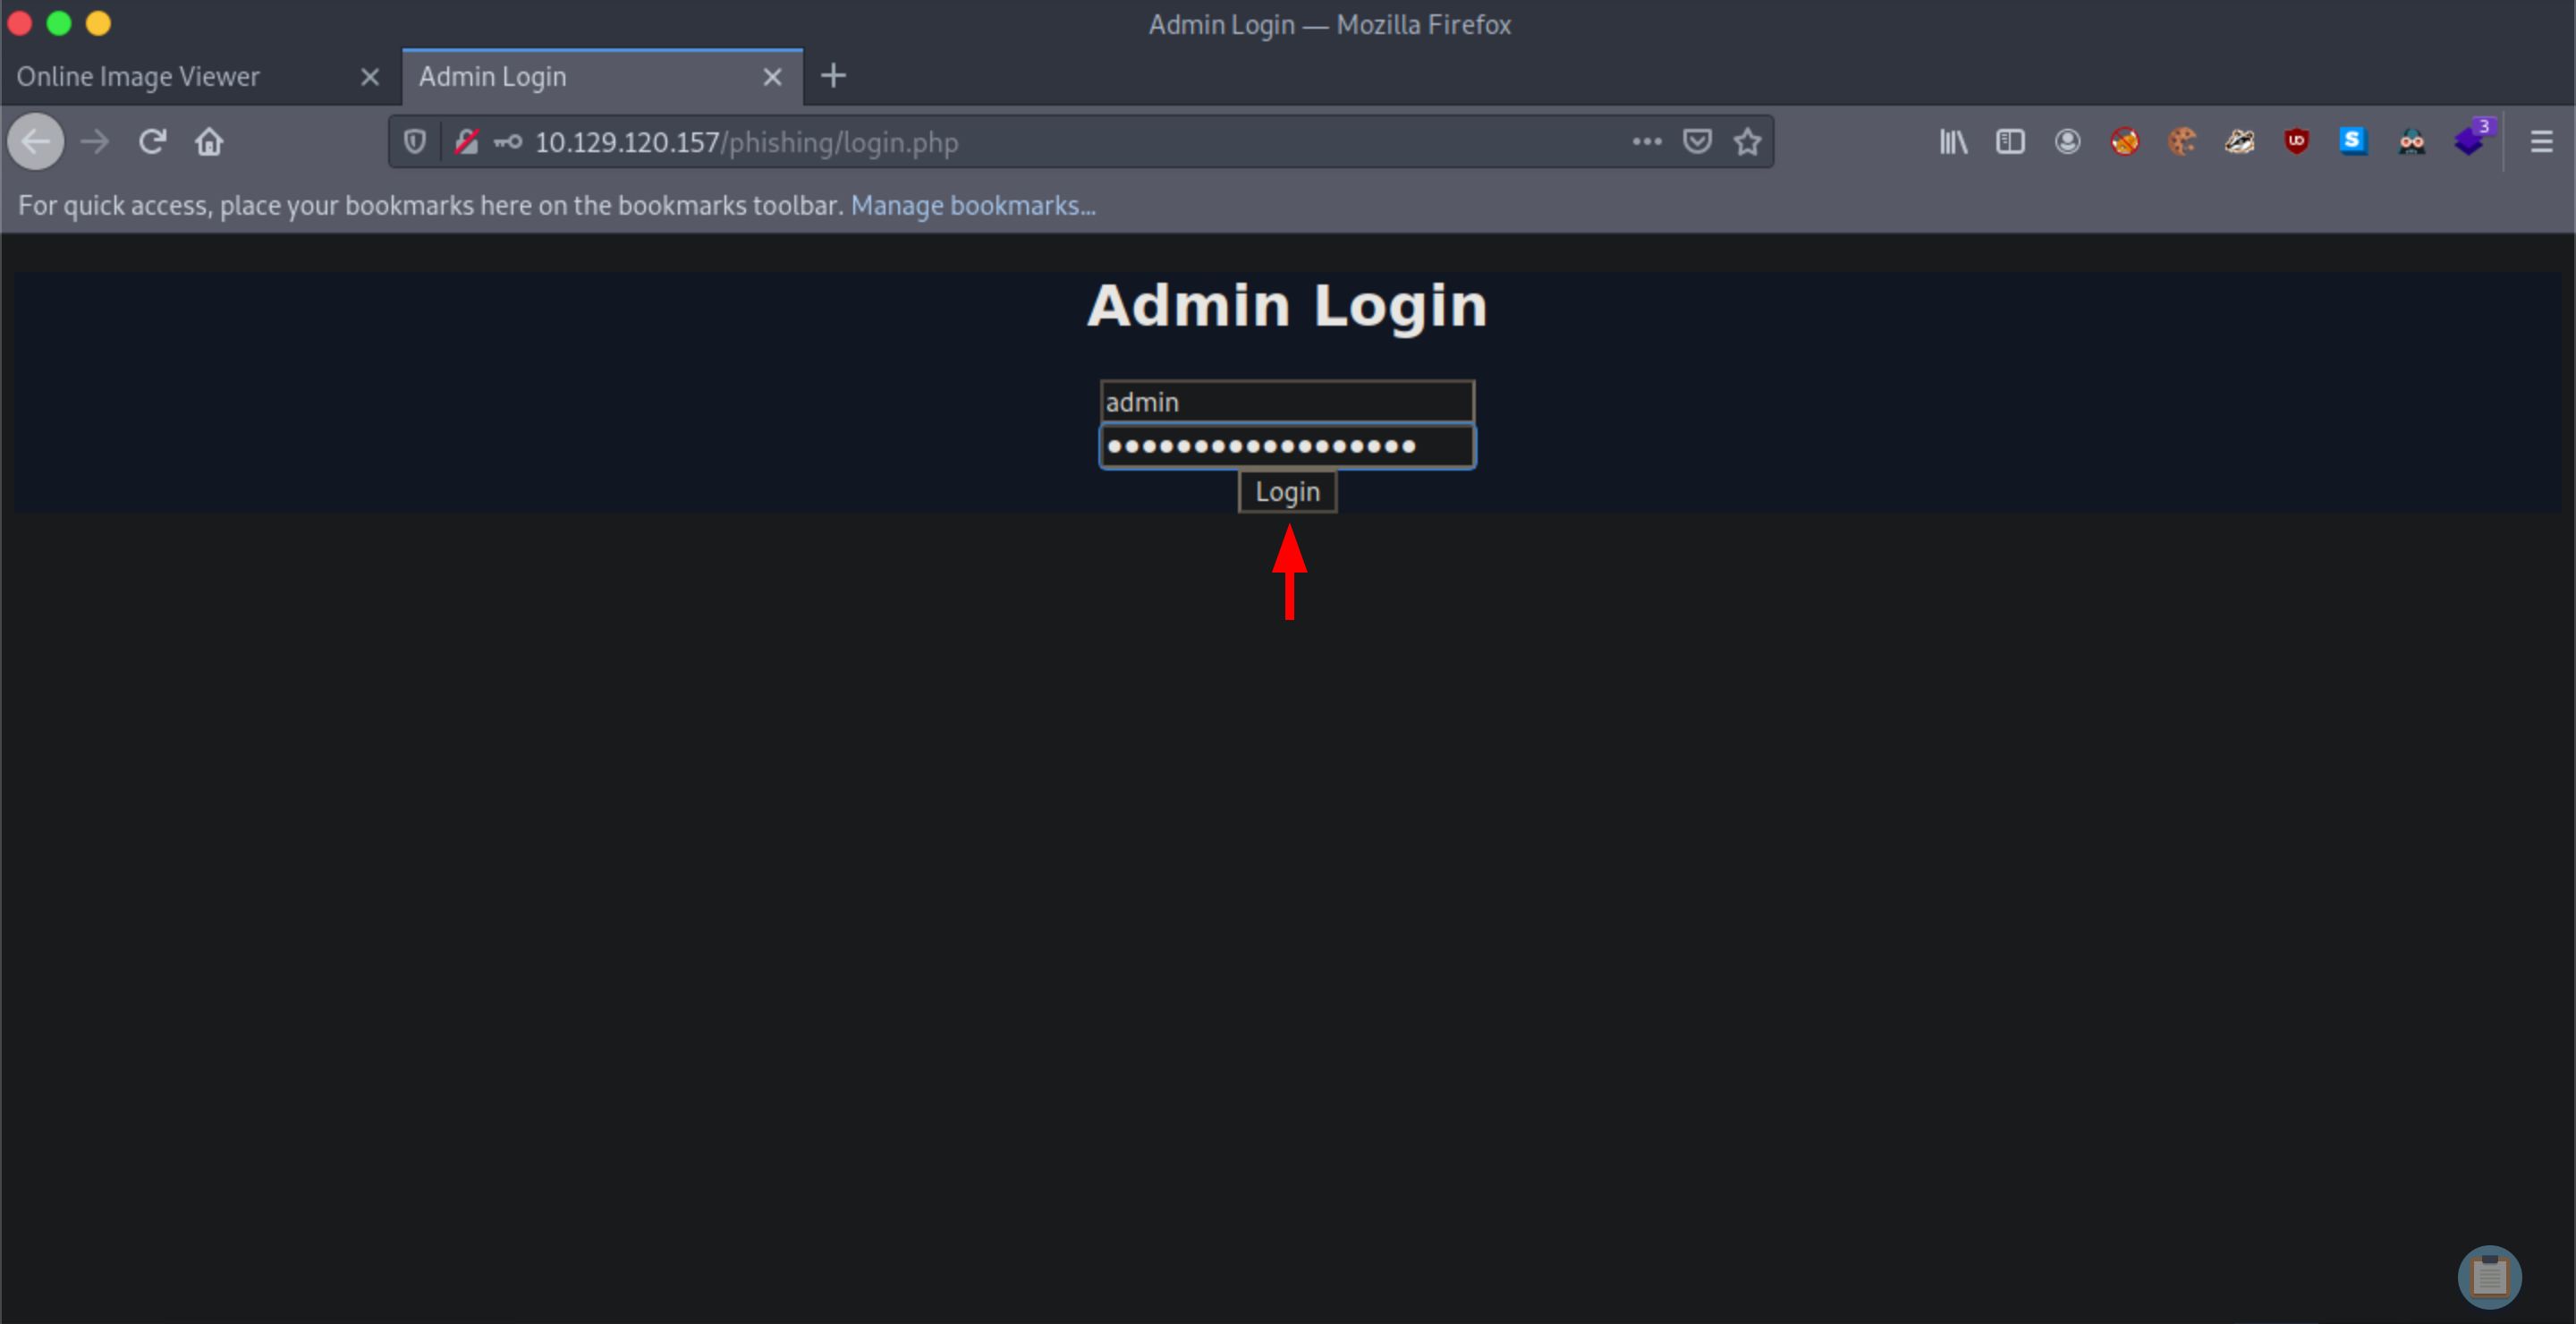 Admin Login — Mozilla Firefox
Online Image Viewer
Admin Login
10.129.120.157/phishing/login.php
3
UD
S
For quick access, place your bookmarks here on the bookmarks toolbar. Manage bookmarks...
Admin Login
admin
••••••••••••••••••
Login